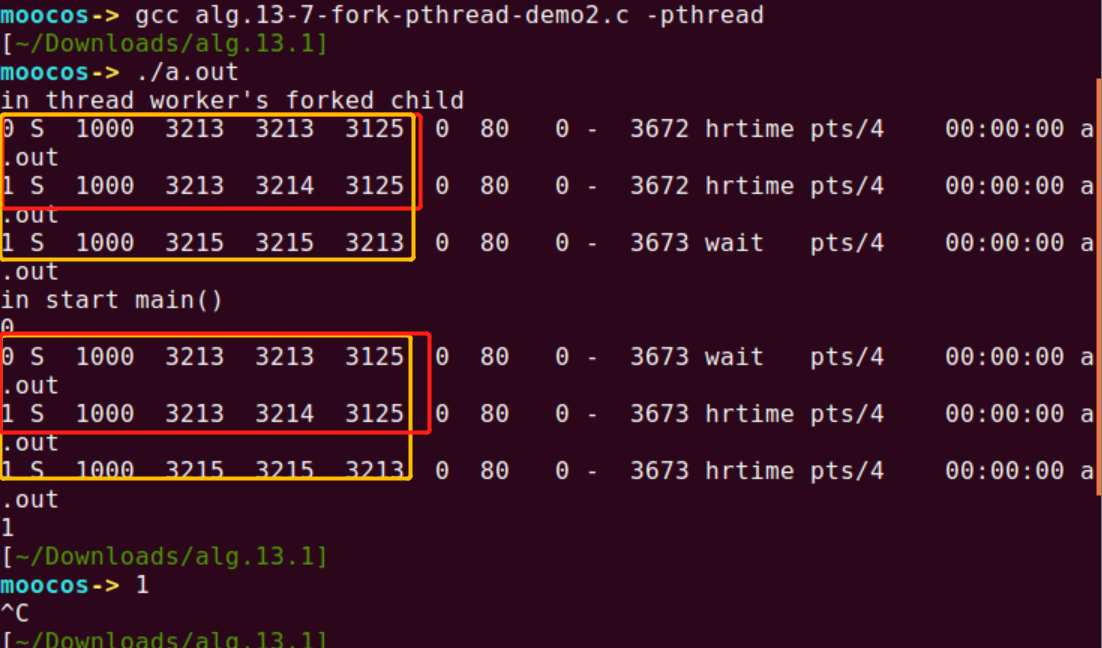 moocos-> gcc alg.13-7-fork-pthread-demo2.c -pthread
[~/Downloads/alg.13.1]
moocos-> ./a.out
in thread worker's forked child
0 S  1000  3213  3213  3125  0  80   0 -  3672 hrtime pts/4    00:00:00 a
.out
1 S  1000  3213  3214  3125  0  80   0 -  3672 hrtime pts/4    00:00:00 a
.out
1 S  1000  3215  3215  3213  0  80   0 -  3673 wait   pts/4    00:00:00 a
.out
in start main()
0
0 S  1000  3213  3213  3125  0  80   0 -  3673 wait   pts/4    00:00:00 a
.out
1 S  1000  3213  3214  3125  0  80   0 -  3673 hrtime pts/4    00:00:00 a
.out
1 S  1000  3215  3215  3213  0  80   0 -  3673 hrtime pts/4    00:00:00 a
.out
1
[~/Downloads/alg.13.1]
moocos-> 1
^C
[~/Downloads/alg.13.1]